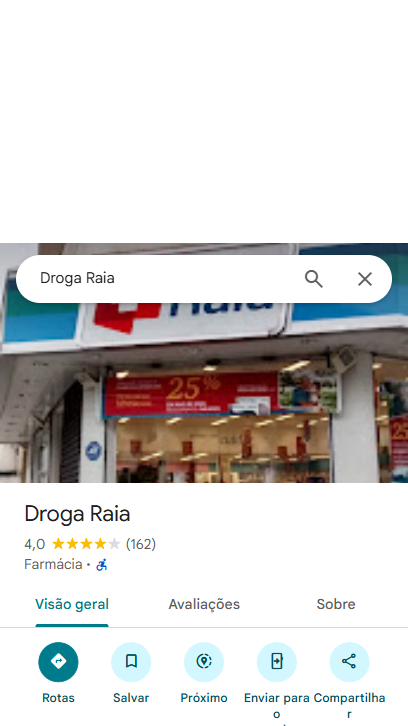 Droga Raia
25%
25
Droga Raia
4,0 (162)
Farmácia •
Visão geral Avaliações Sobre
Rotas Salvar Próximo Enviar para o Compartilhar